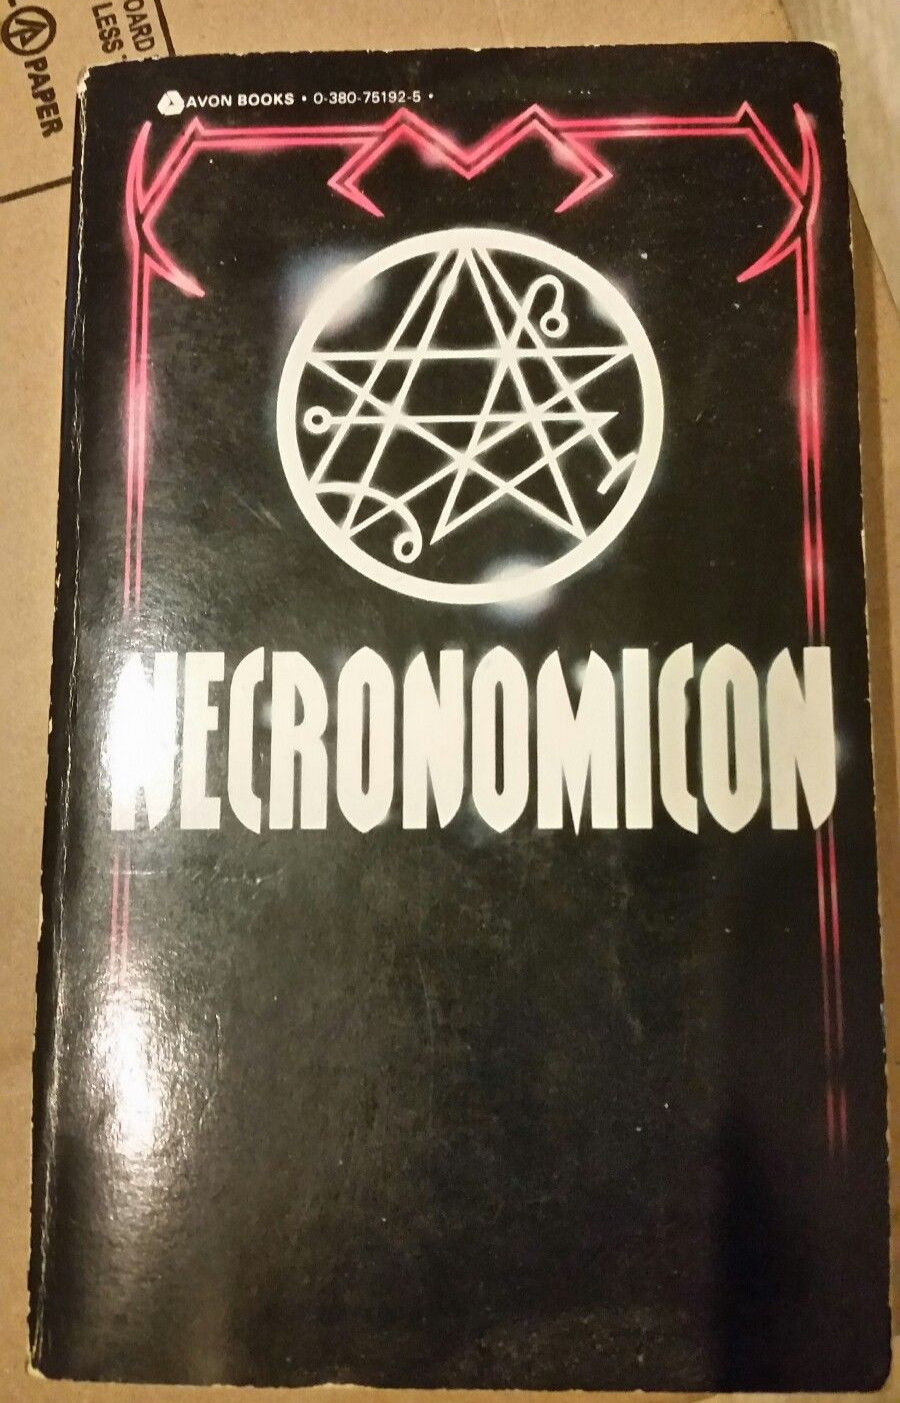 OARD
LESS
PAPER
AVON BOOKS • 0-380-75192-5 •
NECRONOMICON